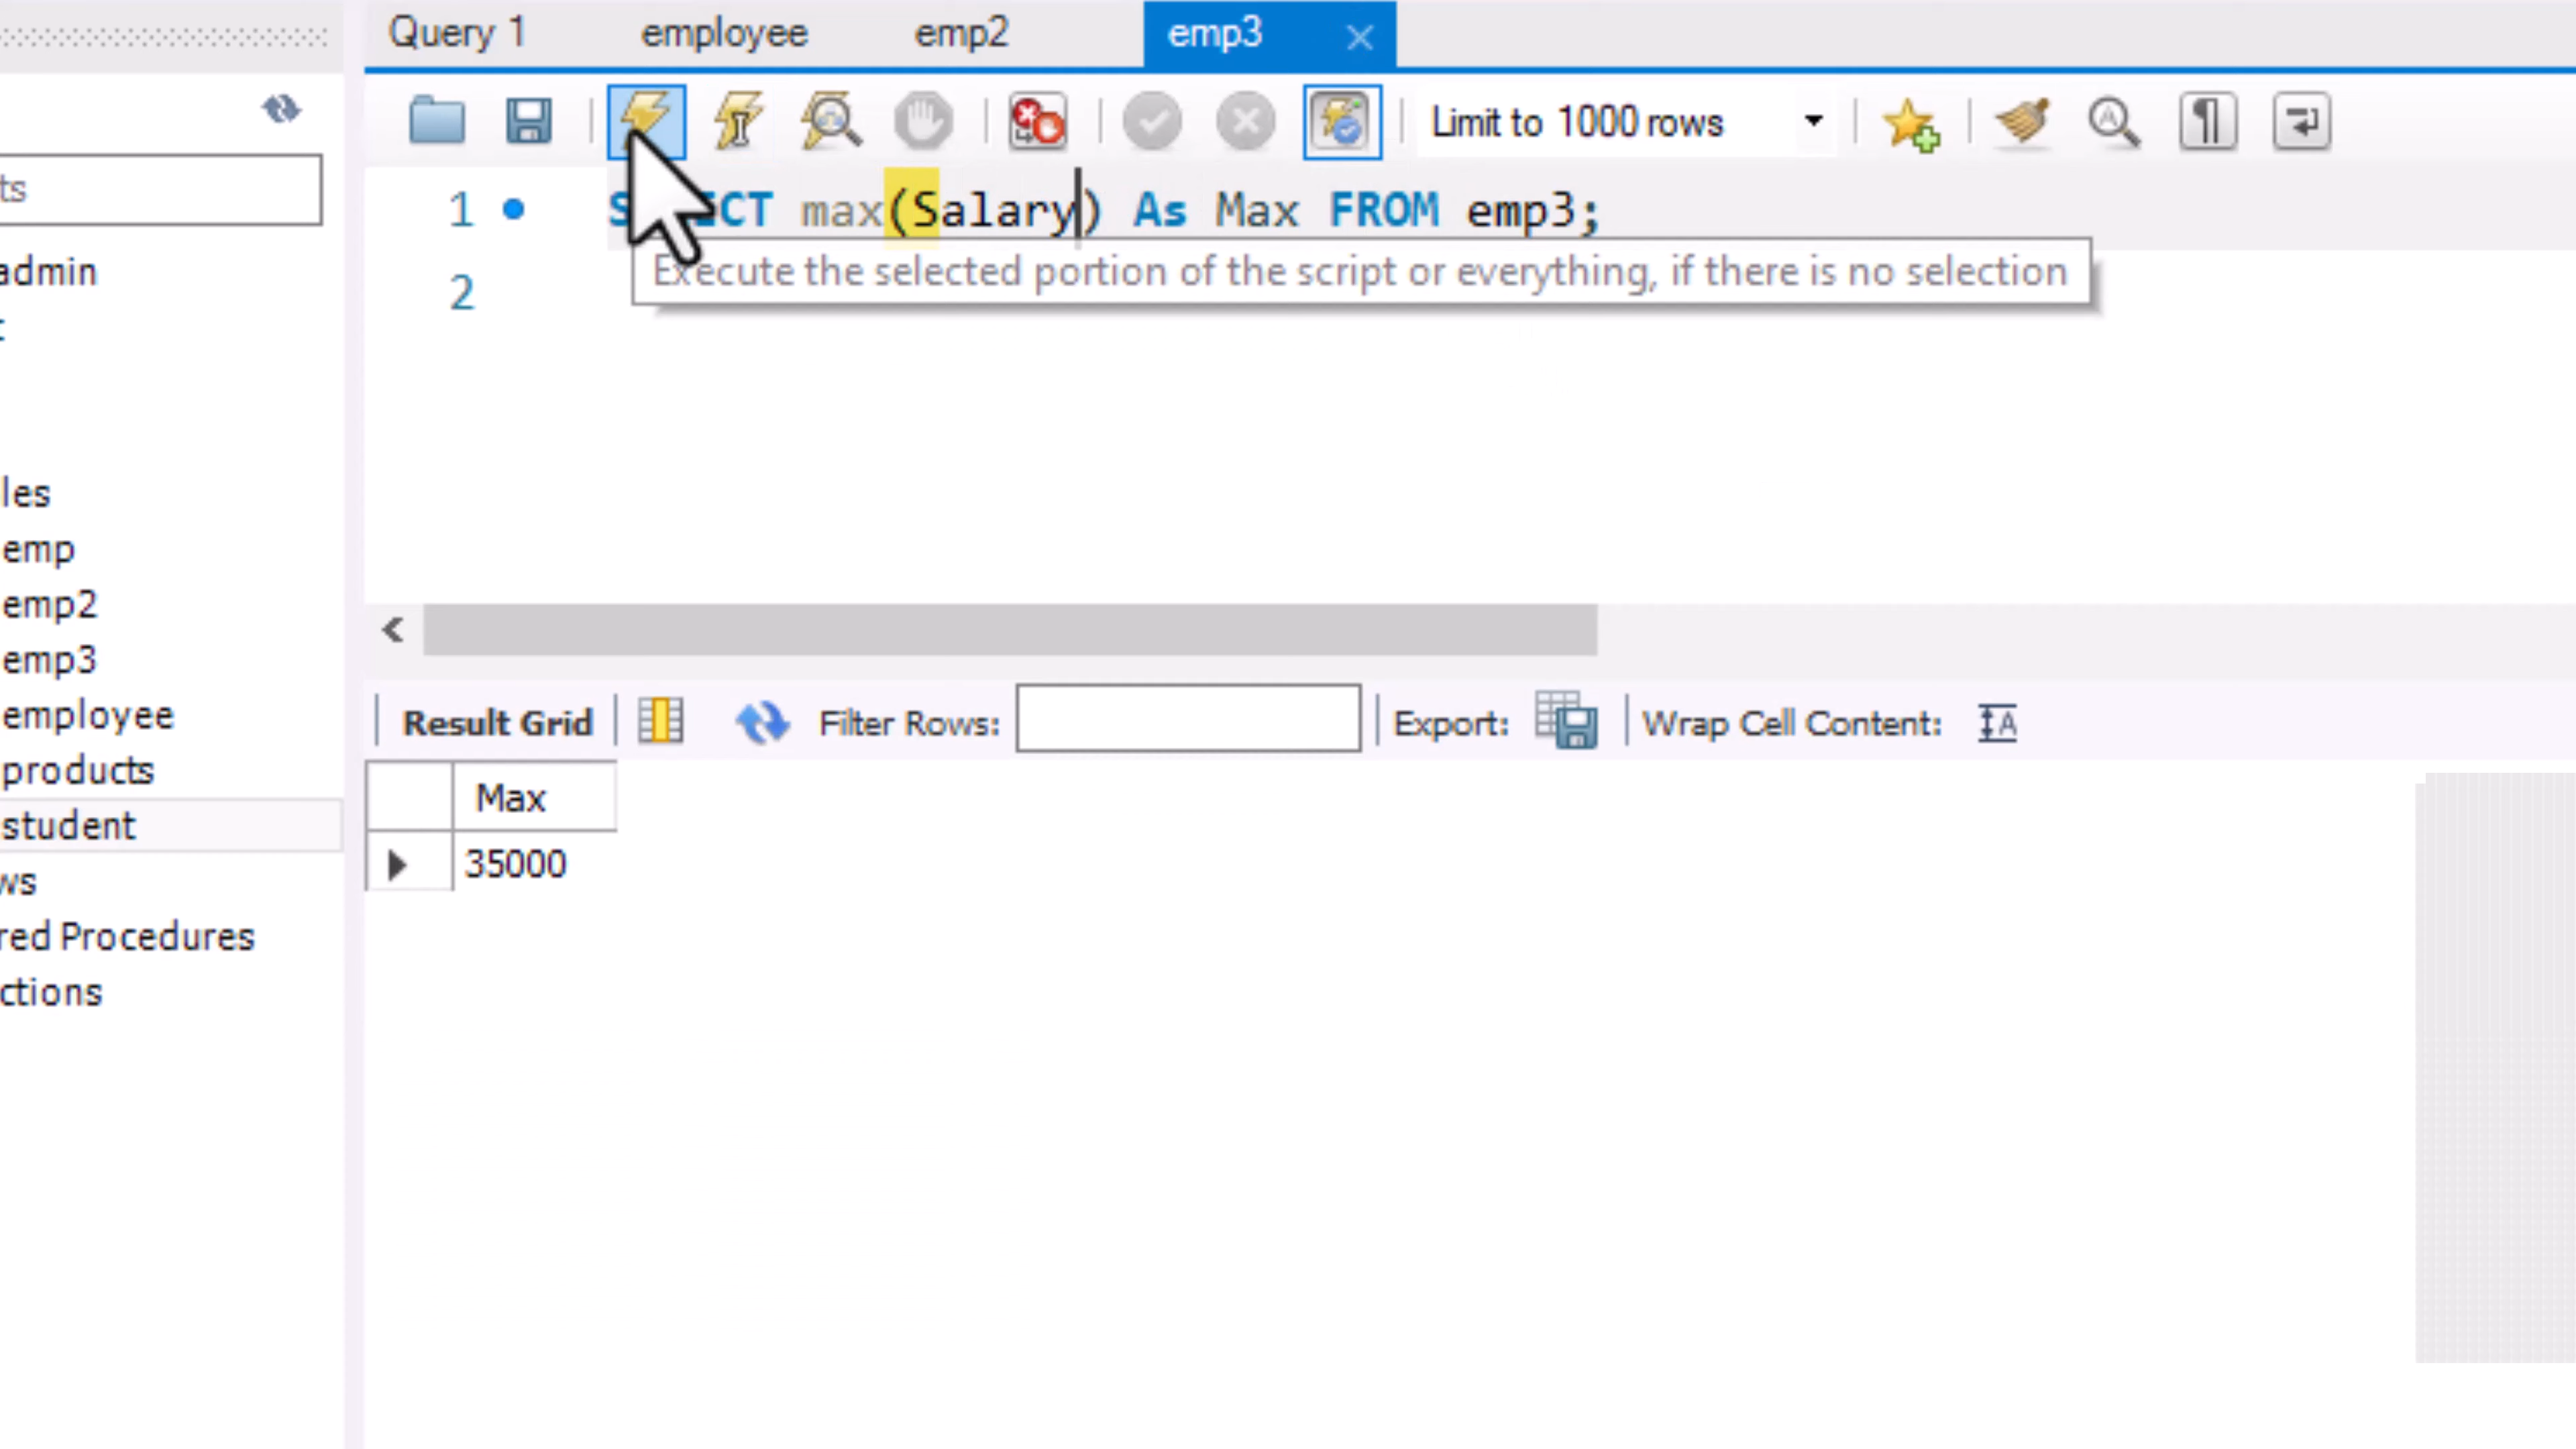 Query 1 employee emp2 emp3
Limit to 1000 rows
ts
1 SELECT max(Salary) As Max FROM emp3;
Execute the selected portion of the script or everything, if there is no selection
2
admin
les
emp
emp2
emp3
employee
products
student
ws
red Procedures
ctions
Result Grid Filter Rows: Export: Wrap Cell Content:
Max
35000